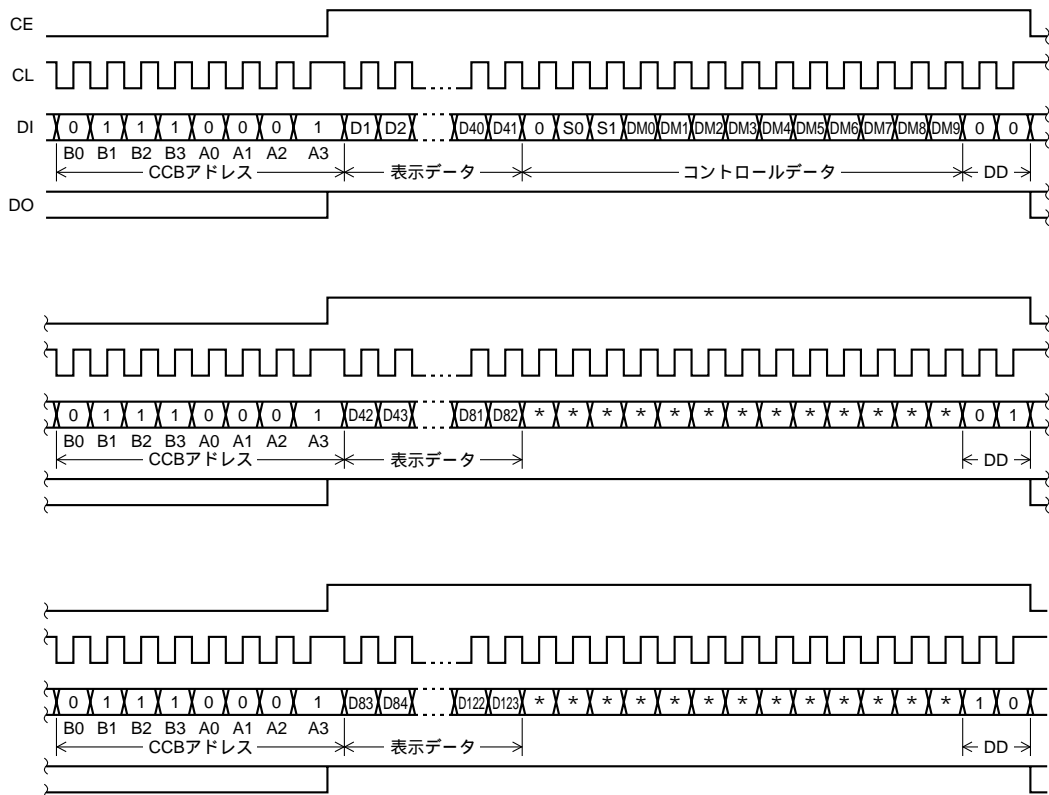 CE
CL
DI 0 1 1 1 0 0 0 1 D1 D2 D40 D41 0 S0 S1 DM0 DM1 DM2 DM3 DM4 DM5 DM6 DM7 DM8 DM9 0 0
B0 B1 B2 B3 A0 A1 A2 A3
CCBアドレス 表示データ コントロールデータ DD
DO
0 1 1 1 0 0 0 1 D42 D43 D81 D82 * * * * * * * * * * * * * 0 1
B0 B1 B2 B3 A0 A1 A2 A3
CCBアドレス 表示データ DD
0 1 1 1 0 0 0 1 D83 D84 D122 D123 * * * * * * * * * * * * * 1 0
B0 B1 B2 B3 A0 A1 A2 A3
CCBアドレス 表示データ DD